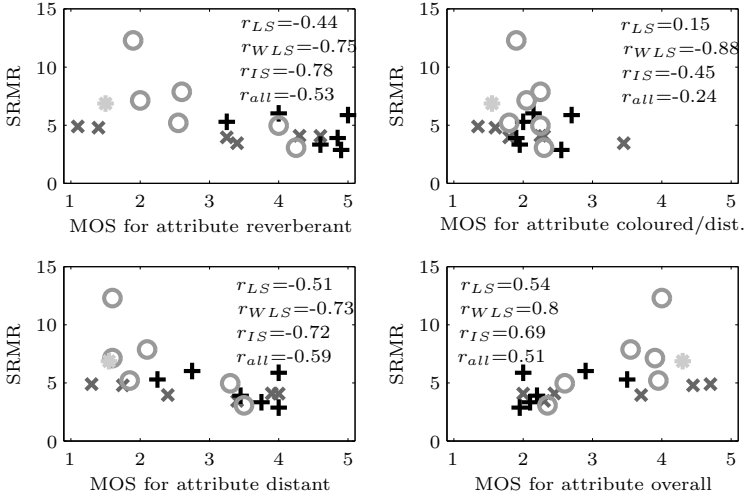 15
10
5
0
SRMR
r_LS=-0.44
r_WLS=-0.75
r_IS=-0.78
r_all=-0.53
1 2 3 4 5
MOS for attribute reverberant
15
10
5
0
SRMR
r_LS=0.15
r_WLS=-0.88
r_IS=-0.45
r_all=-0.24
1 2 3 4 5
MOS for attribute coloured/dist.
15
10
5
0
SRMR
r_LS=-0.51
r_WLS=-0.73
r_IS=-0.72
r_all=-0.59
1 2 3 4 5
MOS for attribute distant
15
10
5
0
SRMR
r_LS=0.54
r_WLS=0.8
r_IS=0.69
r_all=0.51
1 2 3 4 5
MOS for attribute overall